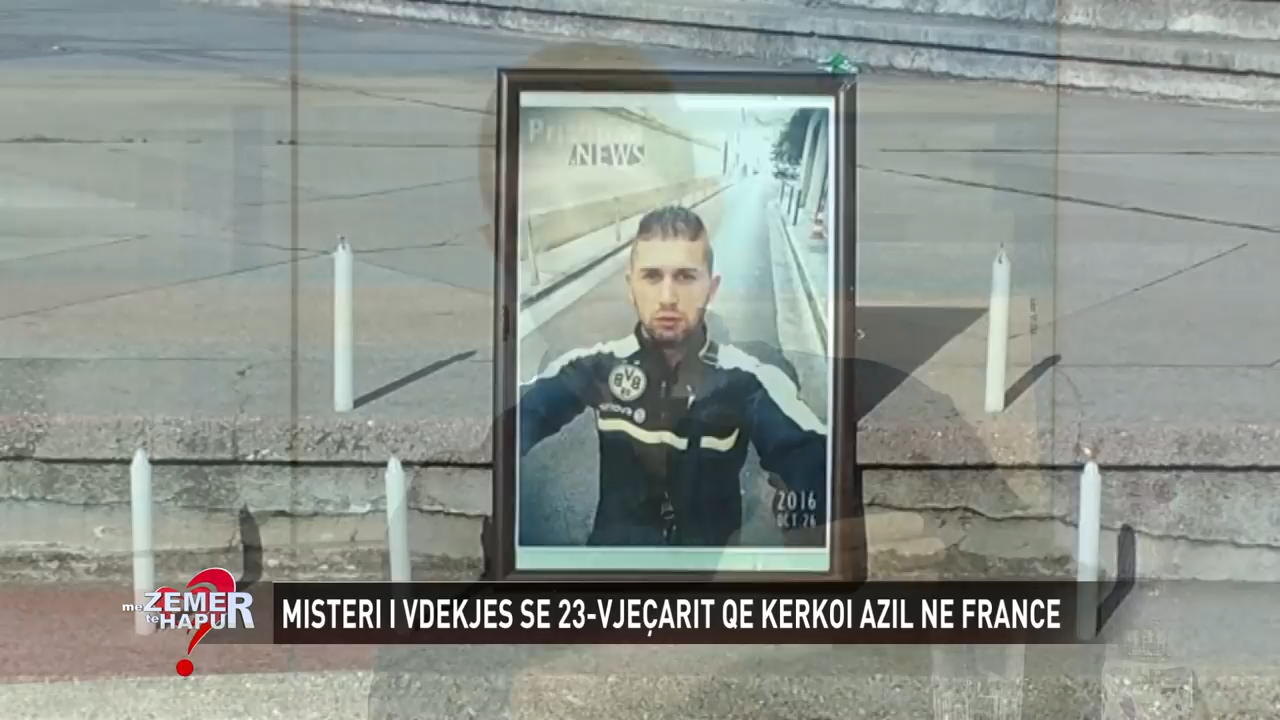 .NEWS
BVB
09
2016
OCT 26
me ZEMER
te HAPUR
MISTERI I VDEKJES SE 23-VJEÇARIT QE KERKOI AZIL NE FRANCE